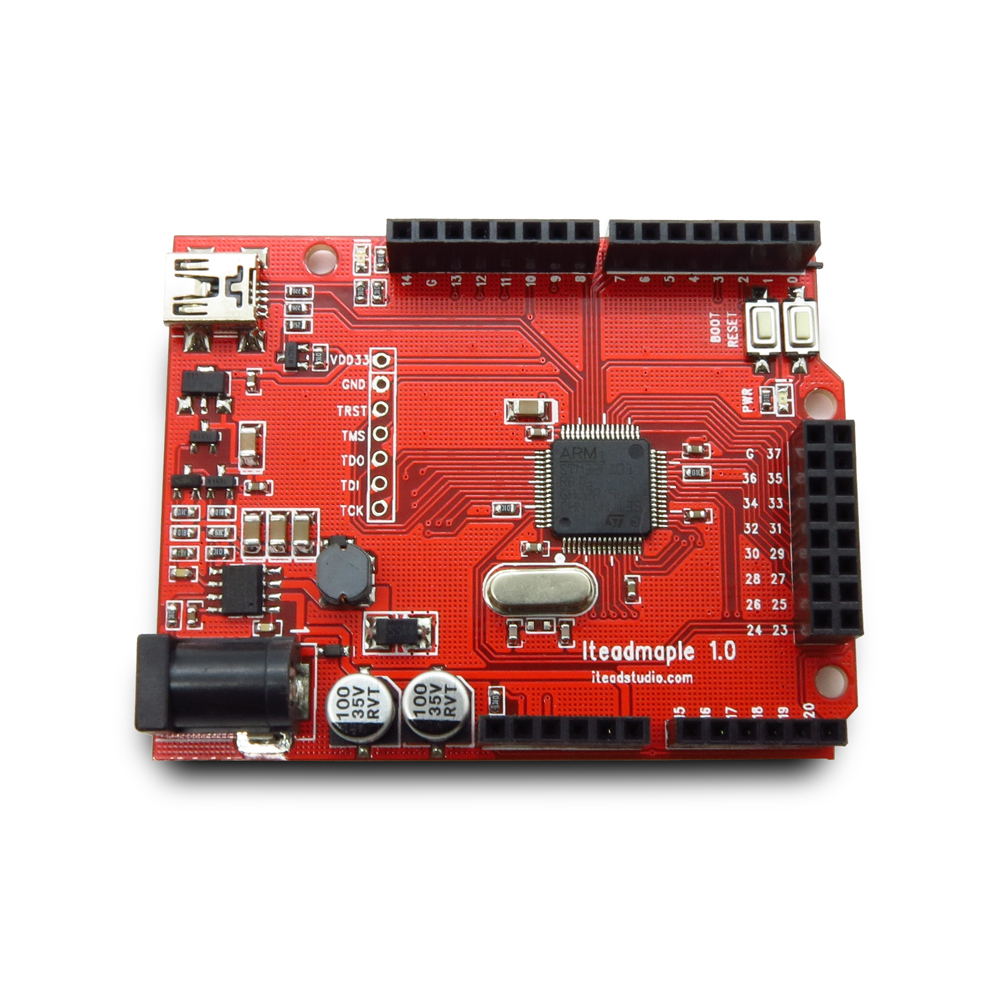 14 G 13 12 11 10 9 8 7 6 5 4 3 2 1 0
BOOT
RESET
VDD33
GND
TRST
TMS
TDO
TDI
TCK
PWR
ARM
G 37
36 35
34 33
32 31
30 29
28 27
26 25
24 23
1
Iteadmaple 1.0
iteadstudio.com
100
35V
RVT
100
35V
RVT
15 16 17 18 19 20